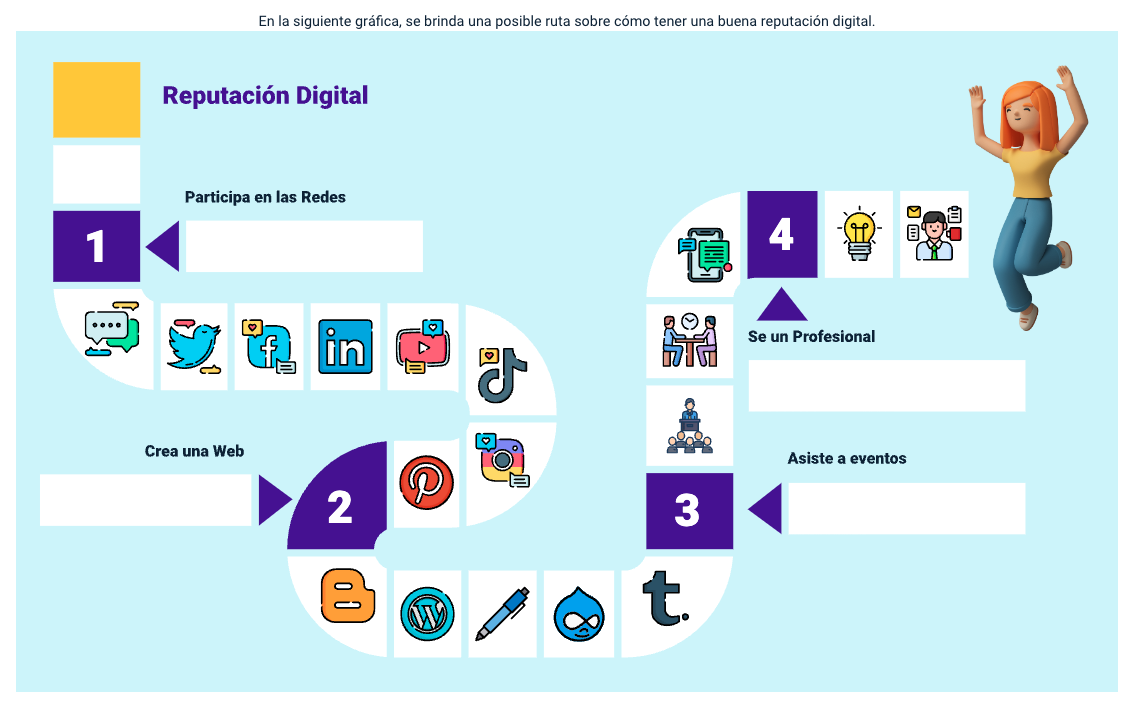 En la siguiente gráfica, se brinda una posible ruta sobre cómo tener una buena reputación digital.
Reputación Digital
Participa en las Redes
1
4
Se un Profesional
Crea una Web
2
Asiste a eventos
3